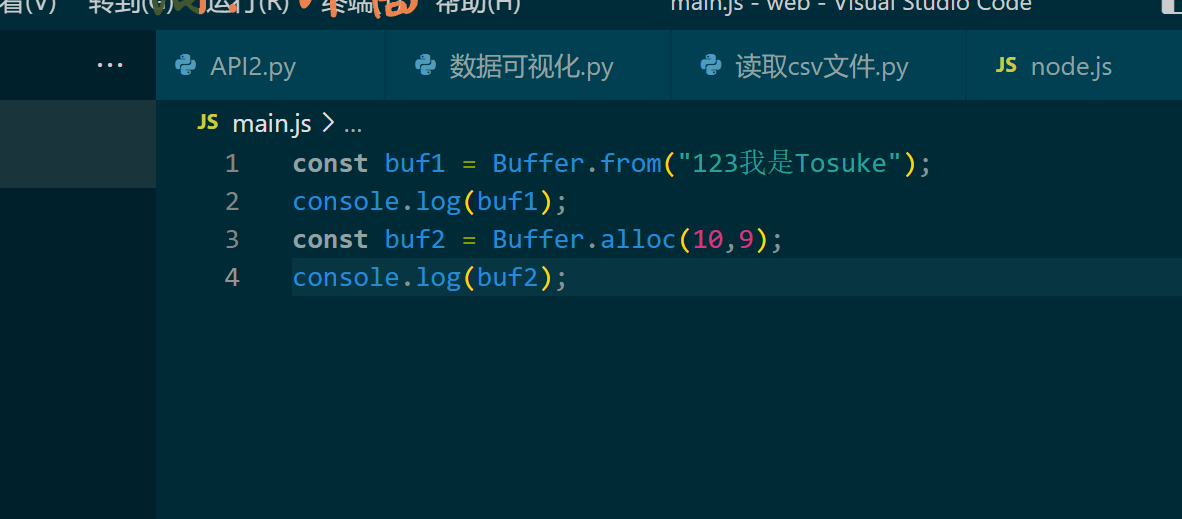 看(V) 转到(G) 运行(R) 终端 帮助(H) main.js - web - Visual Studio Code
··· API2.py 数据可视化.py 读取csv文件.py JS node.js
JS main.js > ...
1 const buf1 = Buffer.from("123我是Tosuke");
2 console.log(buf1);
3 const buf2 = Buffer.alloc(10,9);
4 console.log(buf2);